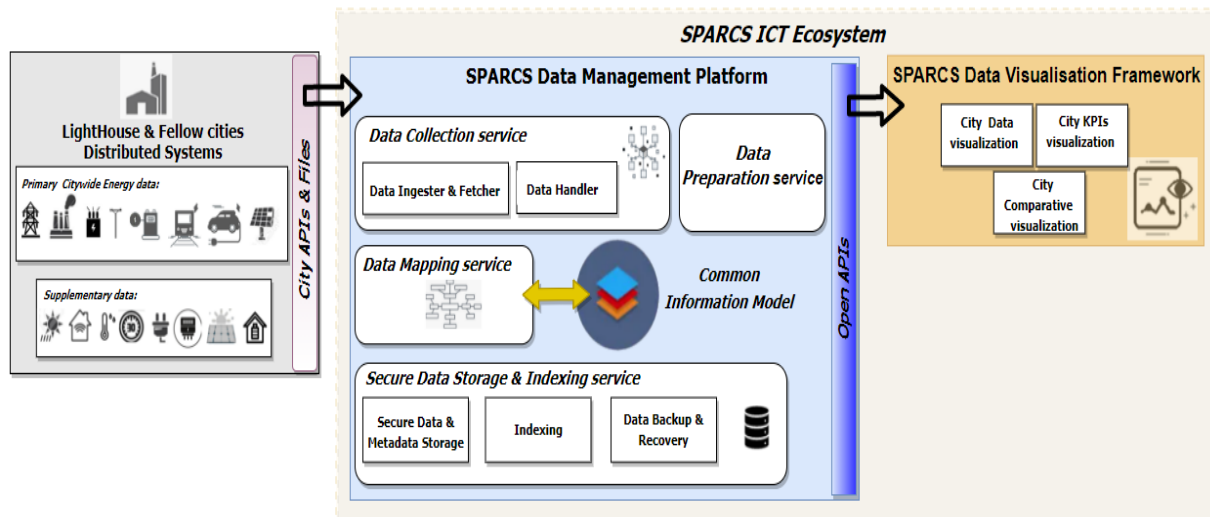 SPARCS ICT Ecosystem
LightHouse & Fellow cities
Distributed Systems
Primary Citywide Energy data:
Supplementary data:
City APIs & Files
SPARCS Data Management Platform
Data Collection service
Data Ingester & Fetcher
Data Handler
Data
Preparation service
Data Mapping service
Common
Information Model
Secure Data Storage & Indexing service
Secure Data &
Metadata Storage
Indexing
Data Backup &
Recovery
Open APIs
SPARCS Data Visualisation Framework
City Data
visualization
City KPIs
visualization
City
Comparative
visualization